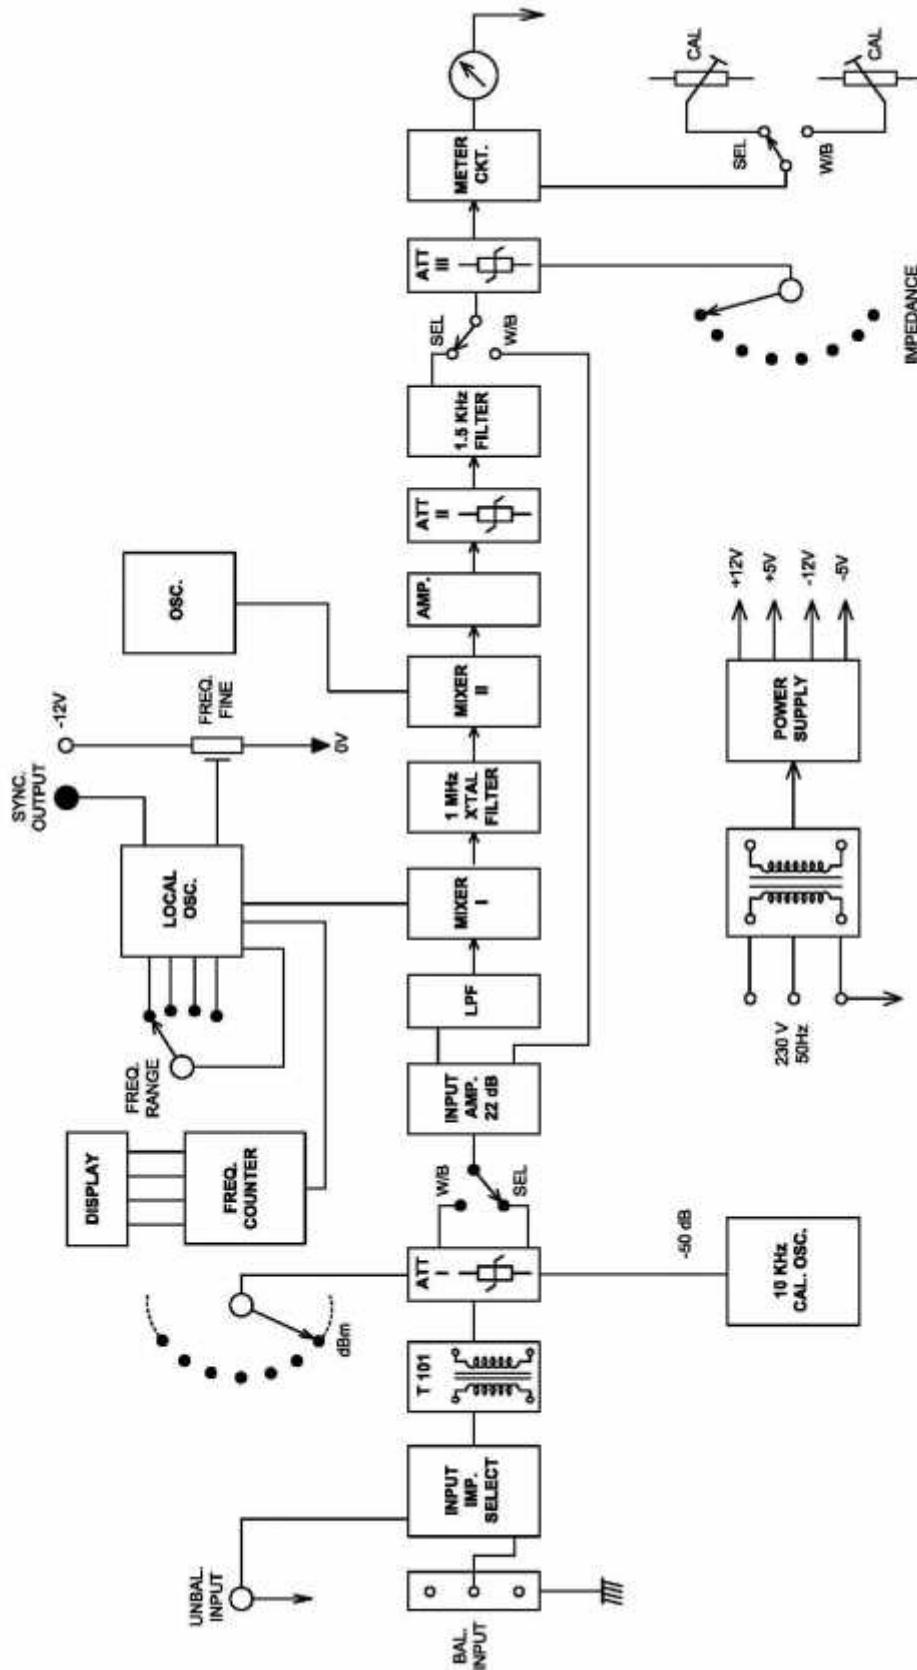 UNBAL.
INPUT
BAL.
INPUT
INPUT
IMP.
SELECT
T 101
dBm
ATT
I
-50 dB
10 KHz
CAL. OSC.
DISPLAY
FREQ.
COUNTER
W/B
SEL
INPUT
AMP.
22 dB
FREQ.
RANGE
LPF
LOCAL
OSC.
SYNC.
OUTPUT
-12V
FREQ.
FINE
0V
MIXER
I
1 MHz
X'TAL
FILTER
MIXER
II
OSC.
AMP.
ATT
II
1.5 KHz
FILTER
SEL
W/B
ATT
III
IMPEDANCE
METER
CKT.
SEL
W/B
CAL
CAL
230 V
50Hz
POWER
SUPPLY
+12V
+5V
-12V
-5V